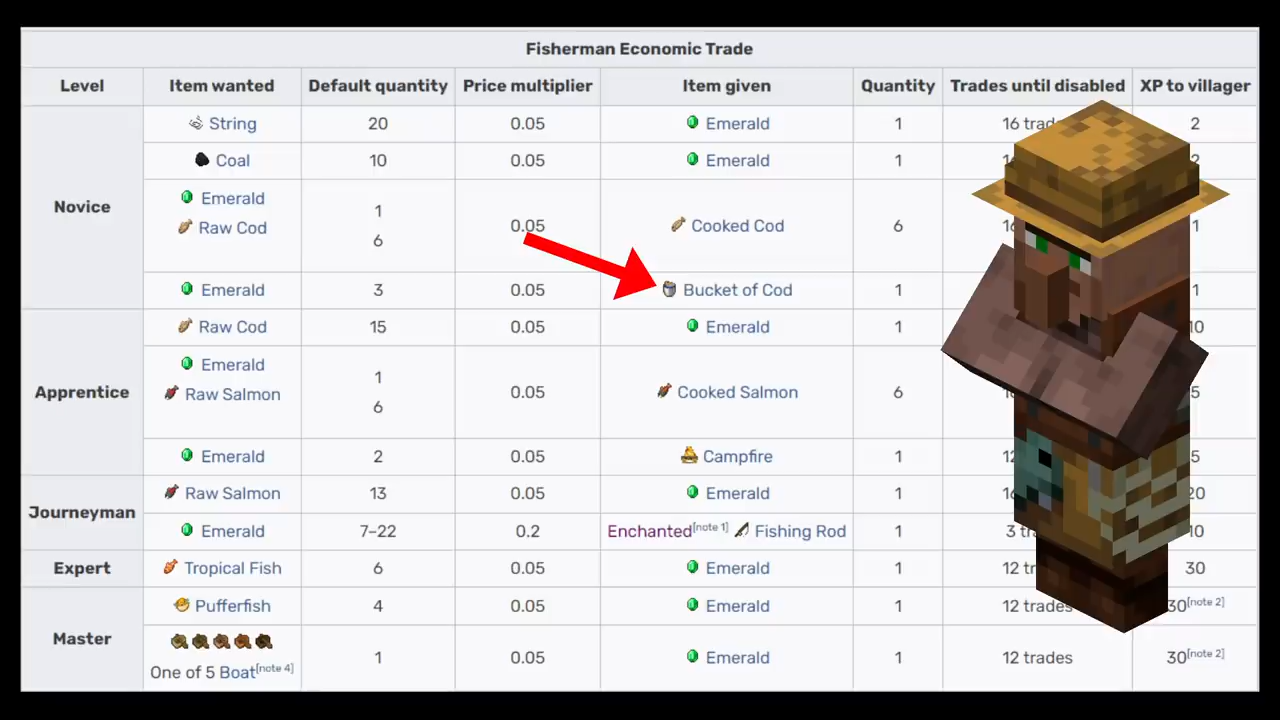 Fisherman Economic Trade
Level Item wanted Default quantity Price multiplier Item given Quantity Trades until disabled XP to villager
Novice
String 20 0.05 Emerald 1 16 2
Coal 10 0.05 Emerald 1
Emerald
Raw Cod
1
6
0.05 Cooked Cod 6 1
Emerald 3 0.05 Bucket of Cod 1 1
Apprentice
Raw Cod 15 0.05 Emerald 1 10
Emerald
Raw Salmon
1
6
0.05 Cooked Salmon 6 5
Emerald 2 0.05 Campfire 1 5
Journeyman
Raw Salmon 13 0.05 Emerald 1 20
Emerald 7–22 0.2 Enchanted[note 1] Fishing Rod 1 3 10
Expert Tropical Fish 6 0.05 Emerald 1 12 30
Master
Pufferfish 4 0.05 Emerald 1 12 trades 30[note 2]
One of 5 Boat[note 4] 1 0.05 Emerald 1 12 trades 30[note 2]